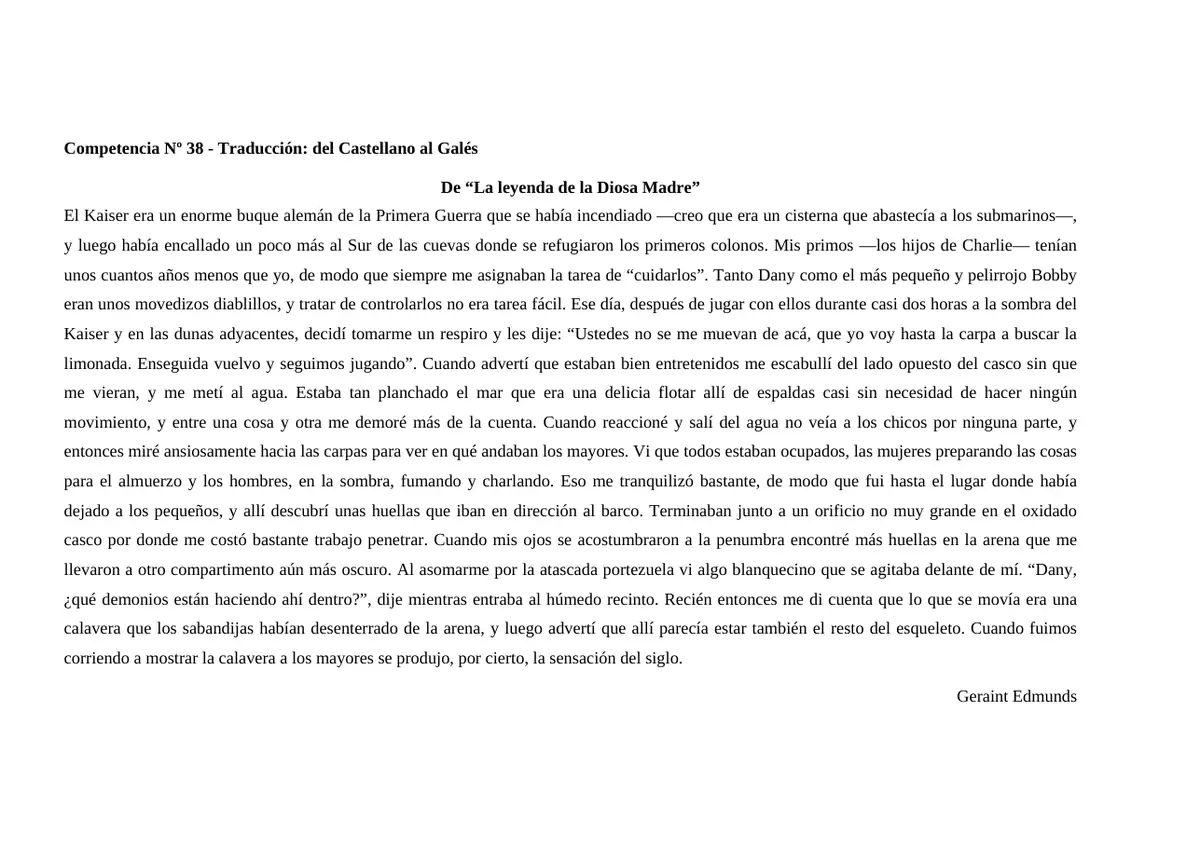 Competencia Nº 38 - Traducción: del Castellano al Galés
De “La leyenda de la Diosa Madre”
El Kaiser era un enorme buque alemán de la Primera Guerra que se había incendiado —creo que era un cisterna que abastecía a los submarinos—,
y luego había encallado un poco más al Sur de las cuevas donde se refugiaron los primeros colonos. Mis primos —los hijos de Charlie— tenían
unos cuantos años menos que yo, de modo que siempre me asignaban la tarea de “cuidarlos”. Tanto Dany como el más pequeño y pelirrojo Bobby
eran unos movedizos diablillos, y tratar de controlarlos no era tarea fácil. Ese día, después de jugar con ellos durante casi dos horas a la sombra del
Kaiser y en las dunas adyacentes, decidí tomarme un respiro y les dije: “Ustedes no se me muevan de acá, que yo voy hasta la carpa a buscar la
limonada. Enseguida vuelvo y seguimos jugando”. Cuando advertí que estaban bien entretenidos me escabullí del lado opuesto del casco sin que
me vieran, y me metí al agua. Estaba tan planchado el mar que era una delicia flotar allí de espaldas casi sin necesidad de hacer ningún
movimiento, y entre una cosa y otra me demoré más de la cuenta. Cuando reaccioné y salí del agua no veía a los chicos por ninguna parte, y
entonces miré ansiosamente hacia las carpas para ver en qué andaban los mayores. Vi que todos estaban ocupados, las mujeres preparando las cosas
para el almuerzo y los hombres, en la sombra, fumando y charlando. Eso me tranquilizó bastante, de modo que fui hasta el lugar donde había
dejado a los pequeños, y allí descubrí unas huellas que iban en dirección al barco. Terminaban junto a un orificio no muy grande en el oxidado
casco por donde me costó bastante trabajo penetrar. Cuando mis ojos se acostumbraron a la penumbra encontré más huellas en la arena que me
llevaron a otro compartimento aún más oscuro. Al asomarme por la atascada portezuela vi algo blanquecino que se agitaba delante de mí. “Dany,
¿qué demonios están haciendo ahí dentro?”, dije mientras entraba al húmedo recinto. Recién entonces me di cuenta que lo que se movía era una
calavera que los sabandijas habían desenterrado de la arena, y luego advertí que allí parecía estar también el resto del esqueleto. Cuando fuimos
corriendo a mostrar la calavera a los mayores se produjo, por cierto, la sensación del siglo.
Geraint Edmunds